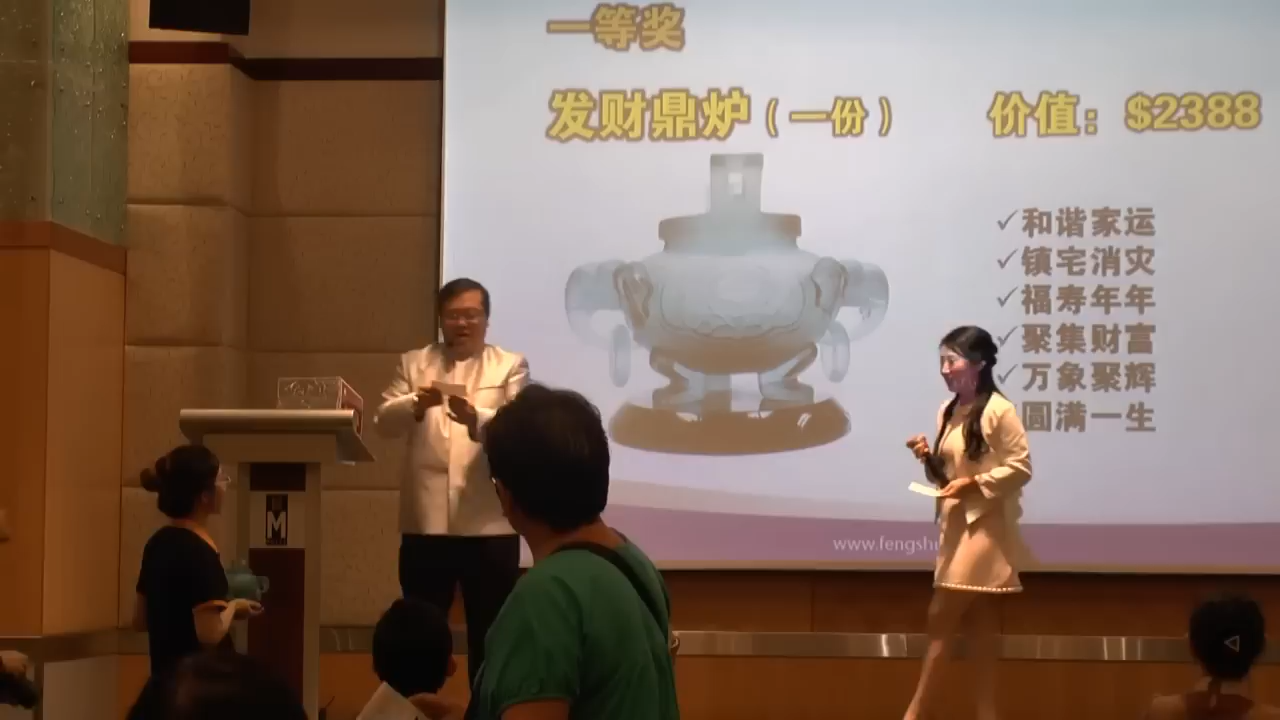 一等奖
发财鼎炉（一份） 价值：$2388
✓和谐家运
✓镇宅消灾
✓福寿年年
✓聚集财富
✓万象聚辉
圆满一生
www.fengshu
M